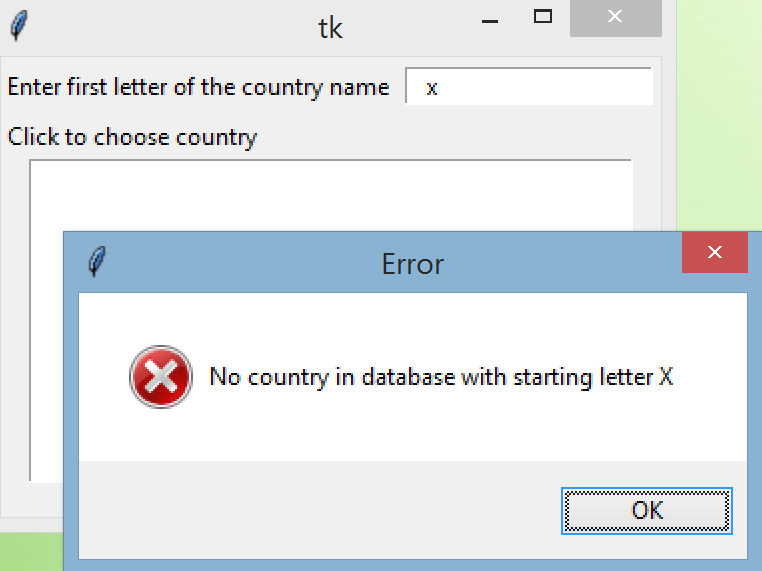 tk
Enter first letter of the country name x
Click to choose country
Error
No country in database with starting letter X
OK